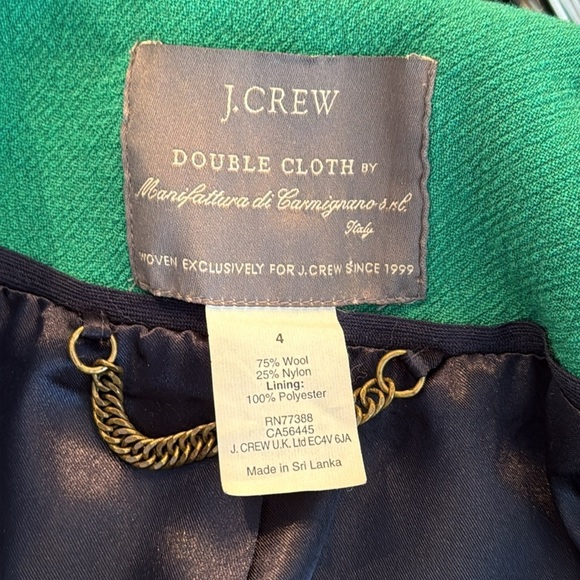 J.CREW
DOUBLE CLOTH BY
Manifattura di Carmignano s.r.l.
Italy
WOVEN EXCLUSIVELY FOR J.CREW SINCE 1999
4
75% Wool
25% Nylon
Lining:
100% Polyester
RN77388
CA56445
J. CREW U.K. Ltd EC4V 6JA
Made in Sri Lanka